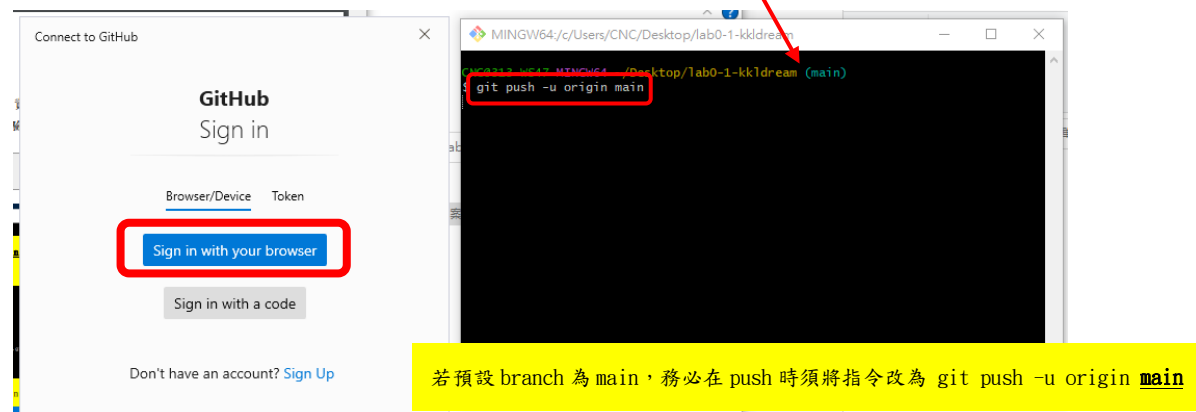 Connect to GitHub
GitHub
Sign in
Browser/Device Token
Sign in with your browser
Sign in with a code
Don't have an account? Sign Up
MINGW64:/c/Users/CNC/Desktop/lab0-1-kkldream
MINGW64 ~/Desktop/lab0-1-kkldream (main)
$ git push -u origin main
若預設 branch 為 main，務必在 push 時須將指令改為 git push -u origin main